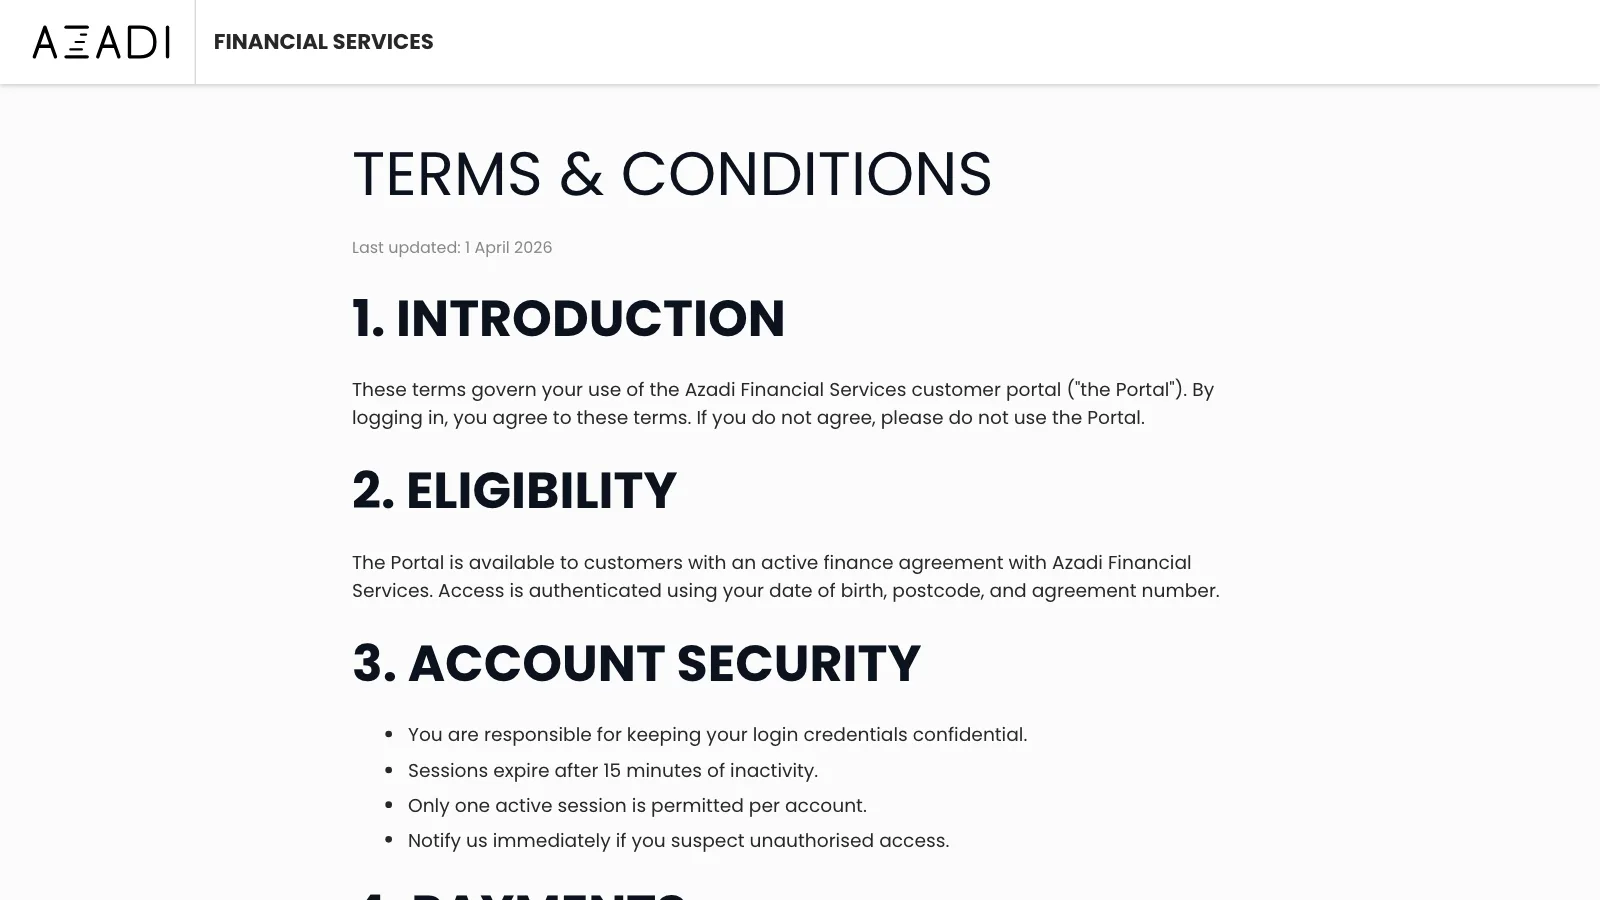 AZADI
FINANCIAL SERVICES
TERMS & CONDITIONS
Last updated: 1 April 2026
1. INTRODUCTION
These terms govern your use of the Azadi Financial Services customer portal ("the Portal"). By
logging in, you agree to these terms. If you do not agree, please do not use the Portal.
2. ELIGIBILITY
The Portal is available to customers with an active finance agreement with Azadi Financial
Services. Access is authenticated using your date of birth, postcode, and agreement number.
3. ACCOUNT SECURITY
• You are responsible for keeping your login credentials confidential.
• Sessions expire after 15 minutes of inactivity.
• Only one active session is permitted per account.
• Notify us immediately if you suspect unauthorised access.
4. PAYMENTS